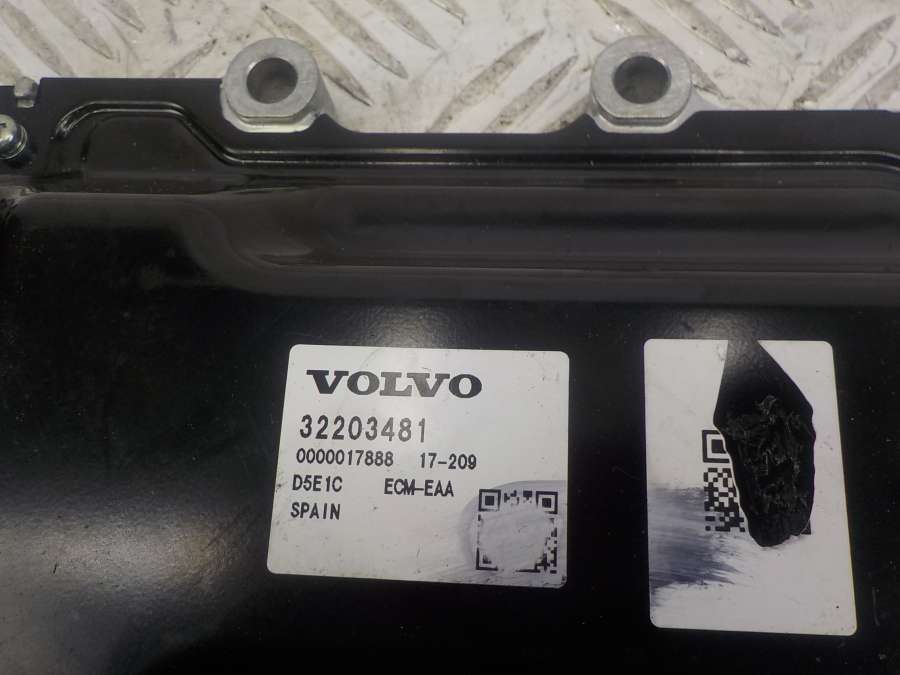 VOLVO
32203481
0000017888 17-209
D5E1C ECM-EAA
SPAIN